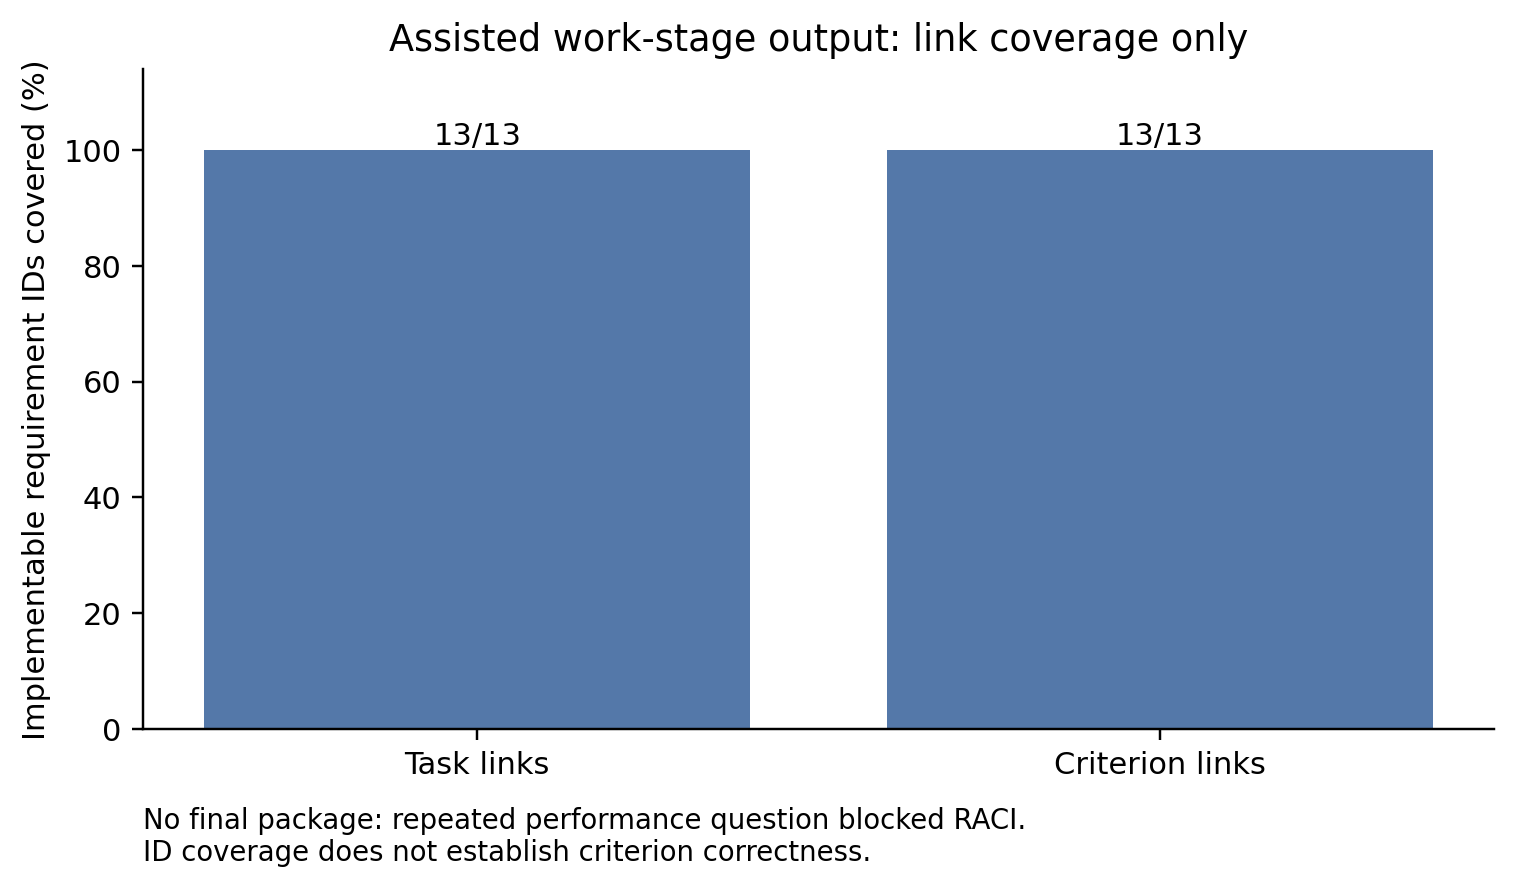 Assisted work-stage output: link coverage only
Implementable requirement IDs covered (%)
13/13
13/13
100
80
60
40
20
0
Task links
Criterion links
No final package: repeated performance question blocked RACI.
ID coverage does not establish criterion correctness.